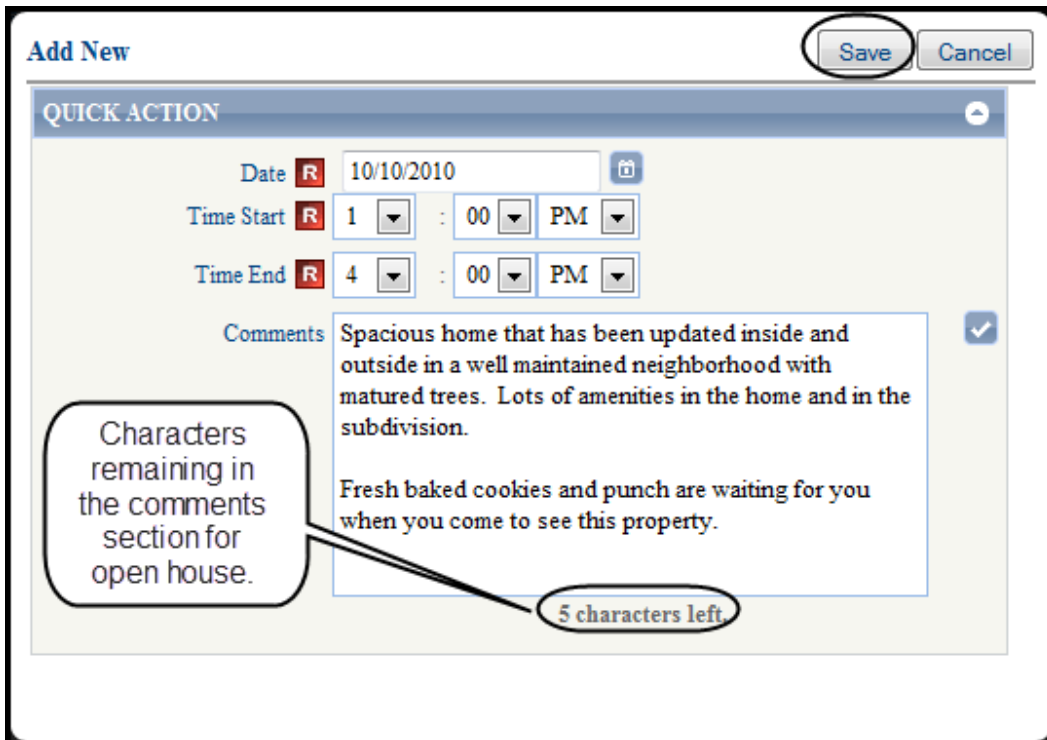 Add New
Save Cancel
QUICK ACTION
Date R 10/10/2010
Time Start R 1 : 00 PM
Time End R 4 : 00 PM
Comments Spacious home that has been updated inside and
outside in a well maintained neighborhood with
matured trees.  Lots of amenities in the home and in the
subdivision.
Fresh baked cookies and punch are waiting for you
when you come to see this property.
Characters
remaining in
the comments
section for
open house.
5 characters left.